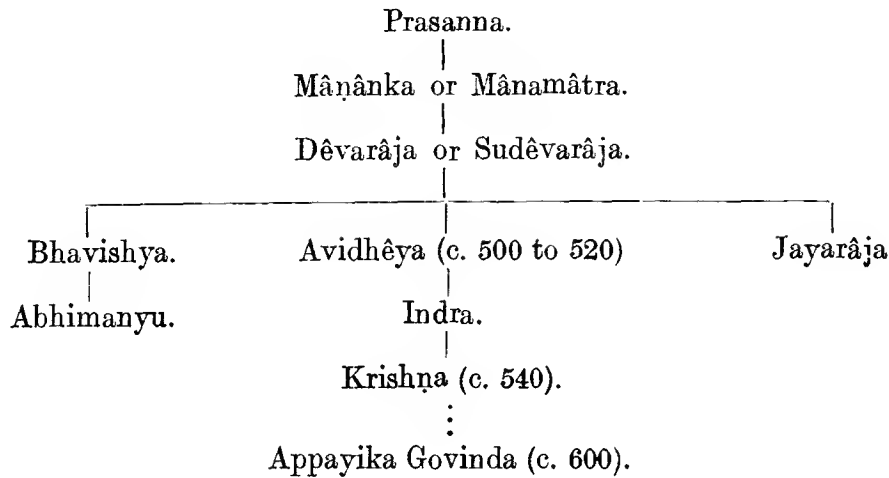 Prasanna.
Mâṇânka or Mânamâtra.
Dêvarâja or Sudêvarâja.
Bhavishya. Avidhêya (c. 500 to 520) Jayarâja
Abhimanyu. Indra.
Krishṇa (c. 540).
Appayika Govinda (c. 600).